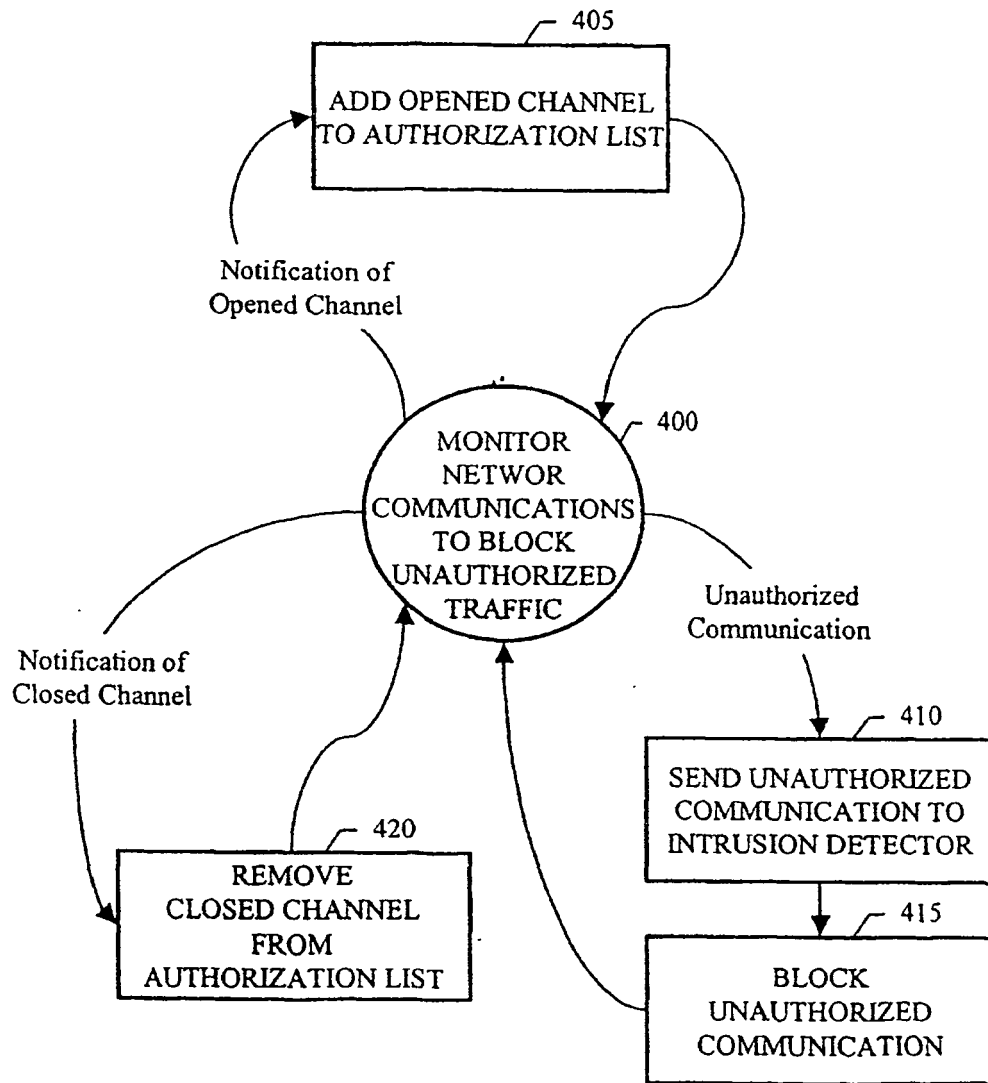 405
ADD OPENED CHANNEL
TO AUTHORIZATION LIST
Notification of
Opened Channel
400
MONITOR
NETWOR
COMMUNICATIONS
TO BLOCK
UNAUTHORIZED
TRAFFIC
Unauthorized
Communication
Notification of
Closed Channel
410
SEND UNAUTHORIZED
COMMUNICATION TO
INTRUSION DETECTOR
420
REMOVE
CLOSED CHANNEL
FROM
AUTHORIZATION LIST
415
BLOCK
UNAUTHORIZED
COMMUNICATION